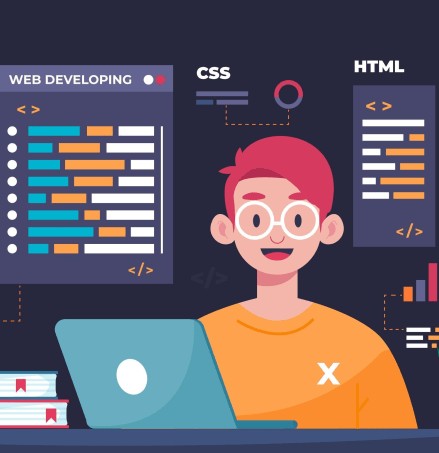 HTML
CSS
WEB DEVELOPING
< >
< >
</>
</>
</>
X